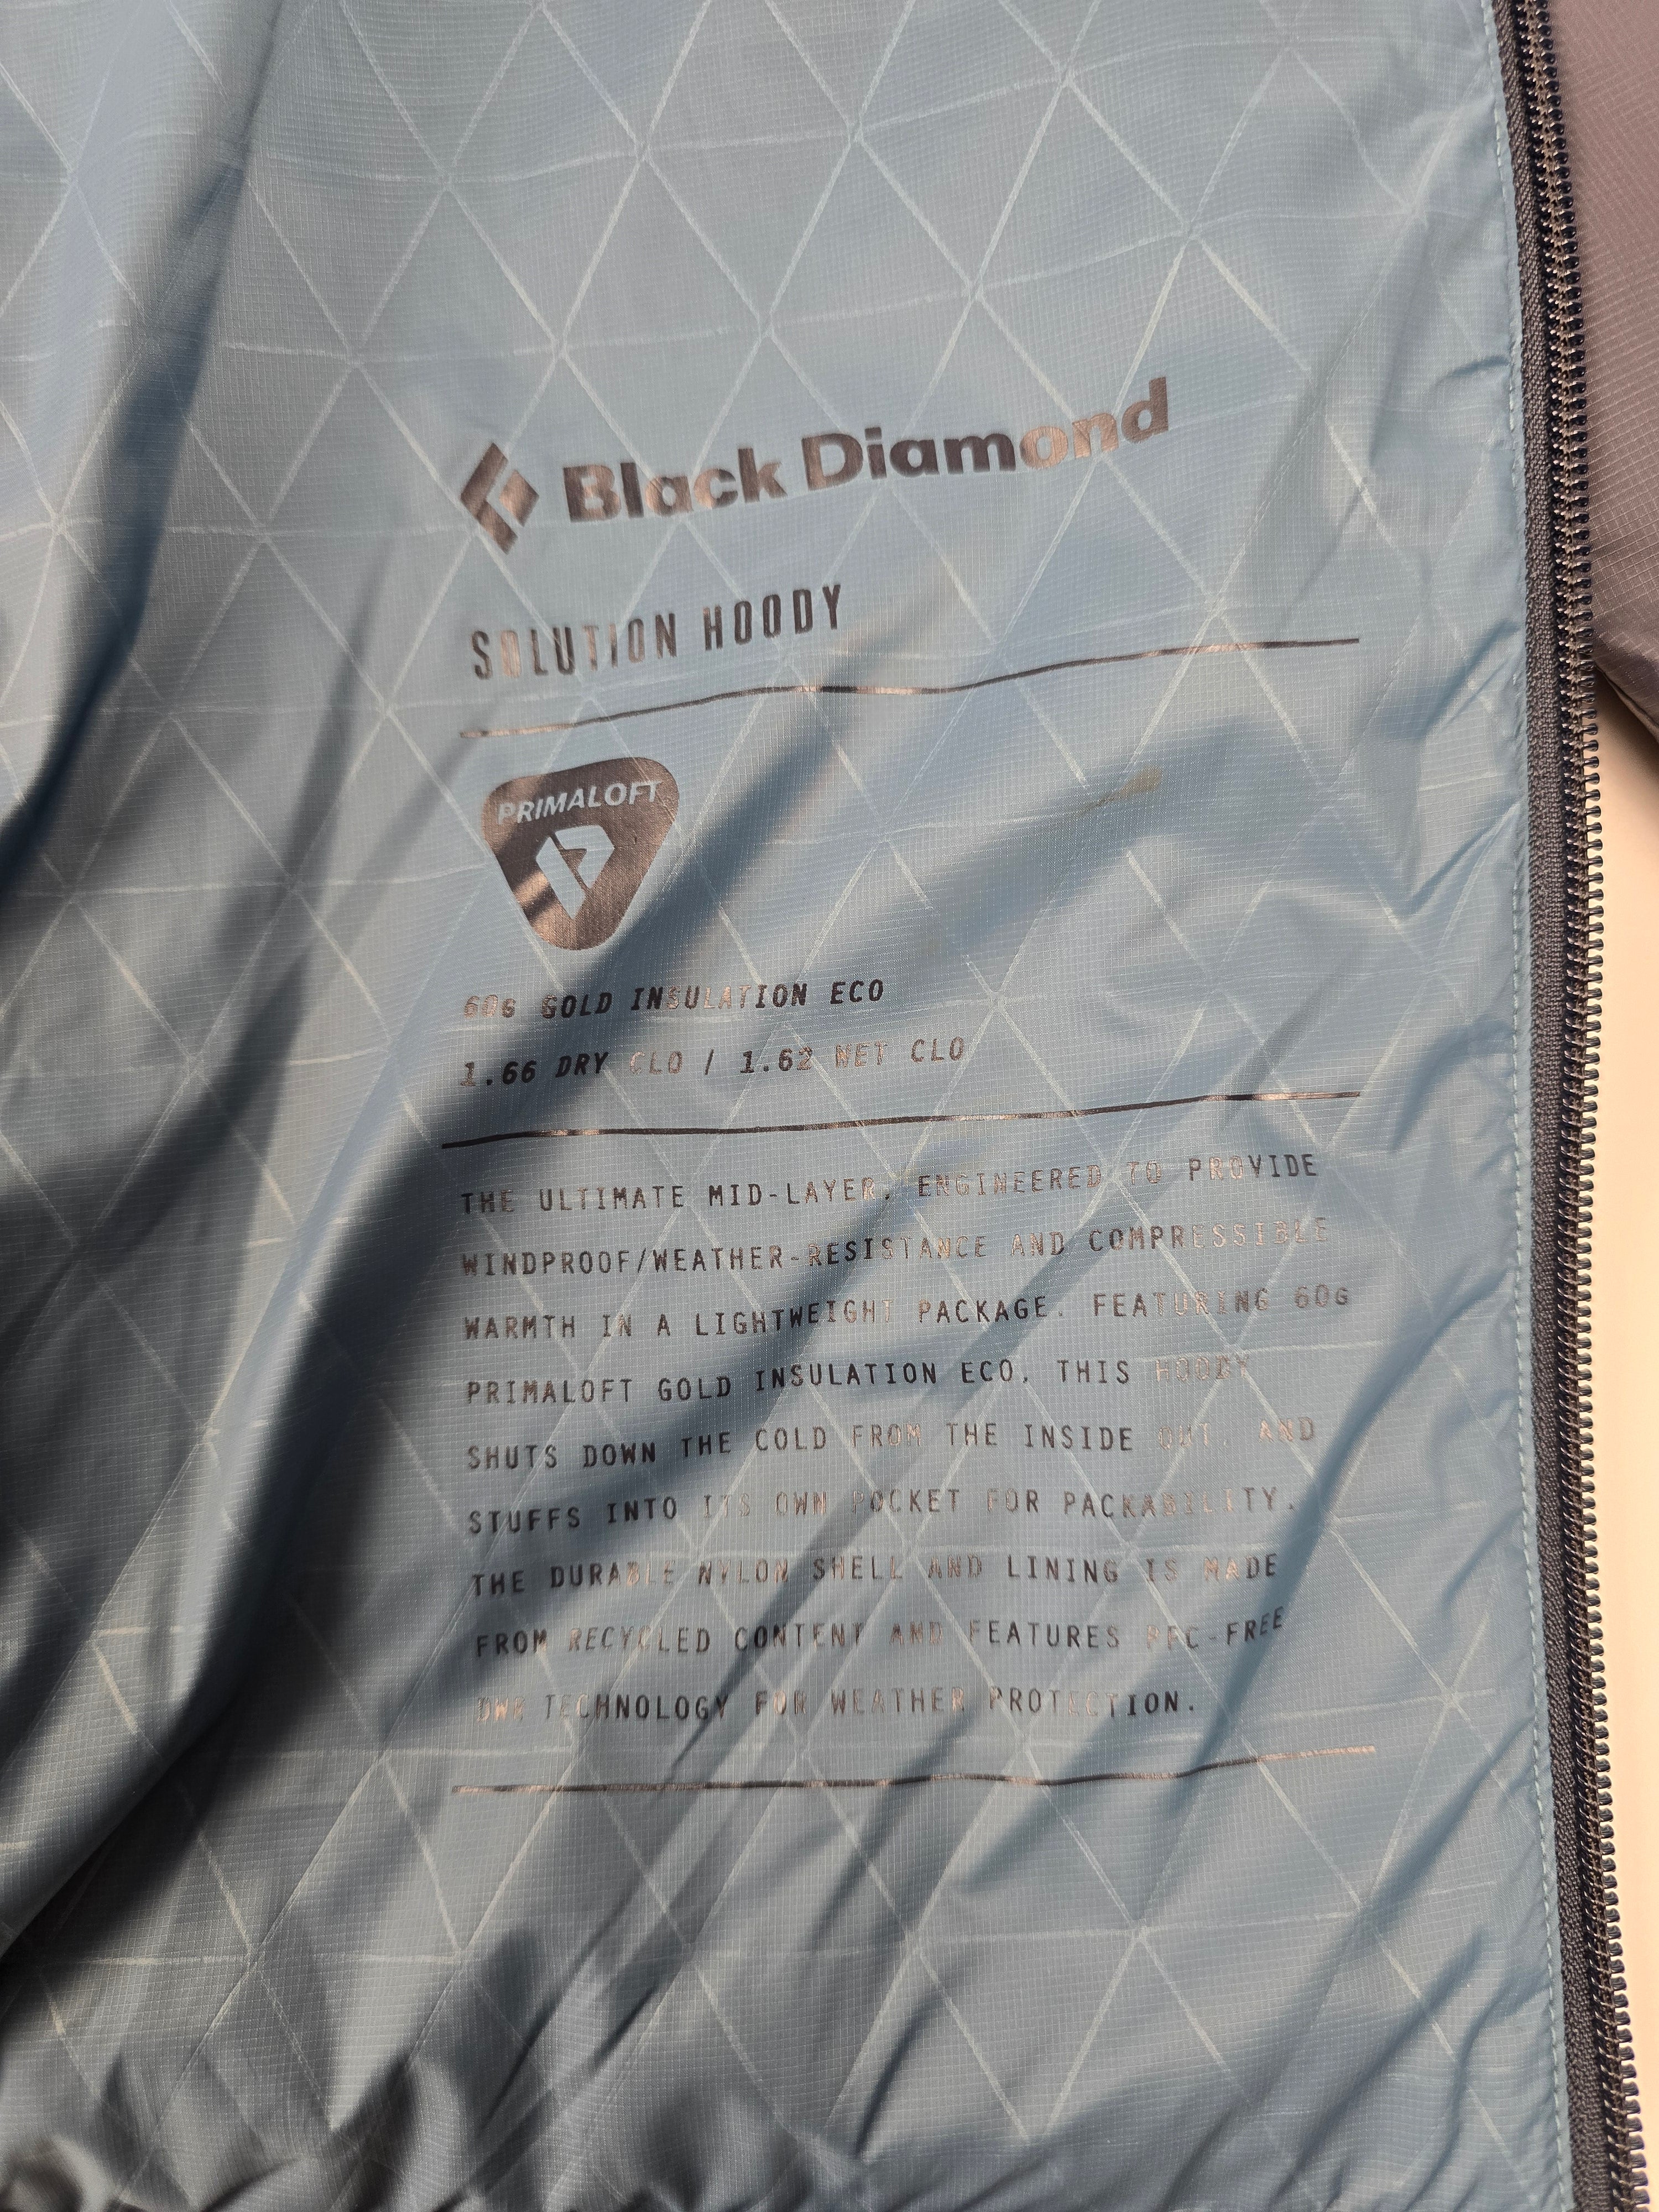 Black Diamond
SOLUTION HOODY
PRIMALOFT
60G GOLD INSULATION ECO
1.66 DRY CLO / 1.62 WET CLO
THE ULTIMATE MID-LAYER, ENGINEERED TO PROVIDE
WINDPROOF/WEATHER-RESISTANCE AND COMPRESSIBLE
WARMTH IN A LIGHTWEIGHT PACKAGE. FEATURING 60G
PRIMALOFT GOLD INSULATION ECO, THIS HOODY
SHUTS DOWN THE COLD FROM THE INSIDE OUT, AND
STUFFS INTO ITS OWN POCKET FOR PACKABILITY.
THE DURABLE NYLON SHELL AND LINING IS MADE
FROM RECYCLED CONTENT AND FEATURES PFC-FREE
DWR TECHNOLOGY FOR WEATHER PROTECTION.